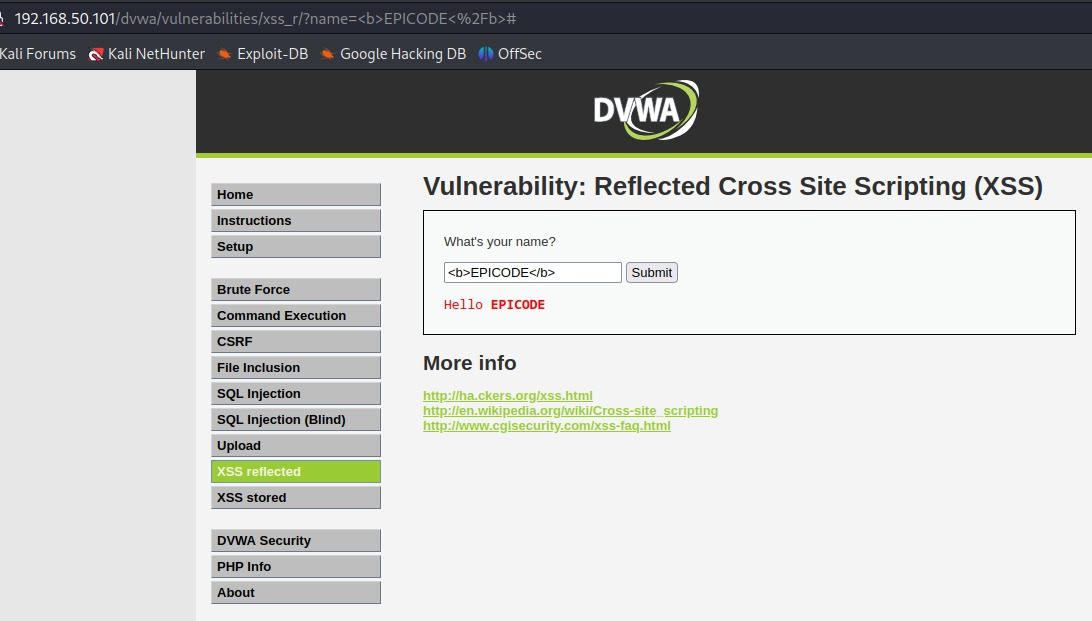 192.168.50.101/dvwa/vulnerabilities/xss_r/?name=<b>EPICODE<%2Fb>#
Kali Forums Kali NetHunter Exploit-DB Google Hacking DB OffSec
DVWA
Home
Instructions
Setup
Brute Force
Command Execution
CSRF
File Inclusion
SQL Injection
SQL Injection (Blind)
Upload
XSS reflected
XSS stored
DVWA Security
PHP Info
About
Vulnerability: Reflected Cross Site Scripting (XSS)
What's your name?
<b>EPICODE</b> Submit
Hello EPICODE
More info
http://ha.ckers.org/xss.html
http://en.wikipedia.org/wiki/Cross-site_scripting
http://www.cgisecurity.com/xss-faq.html